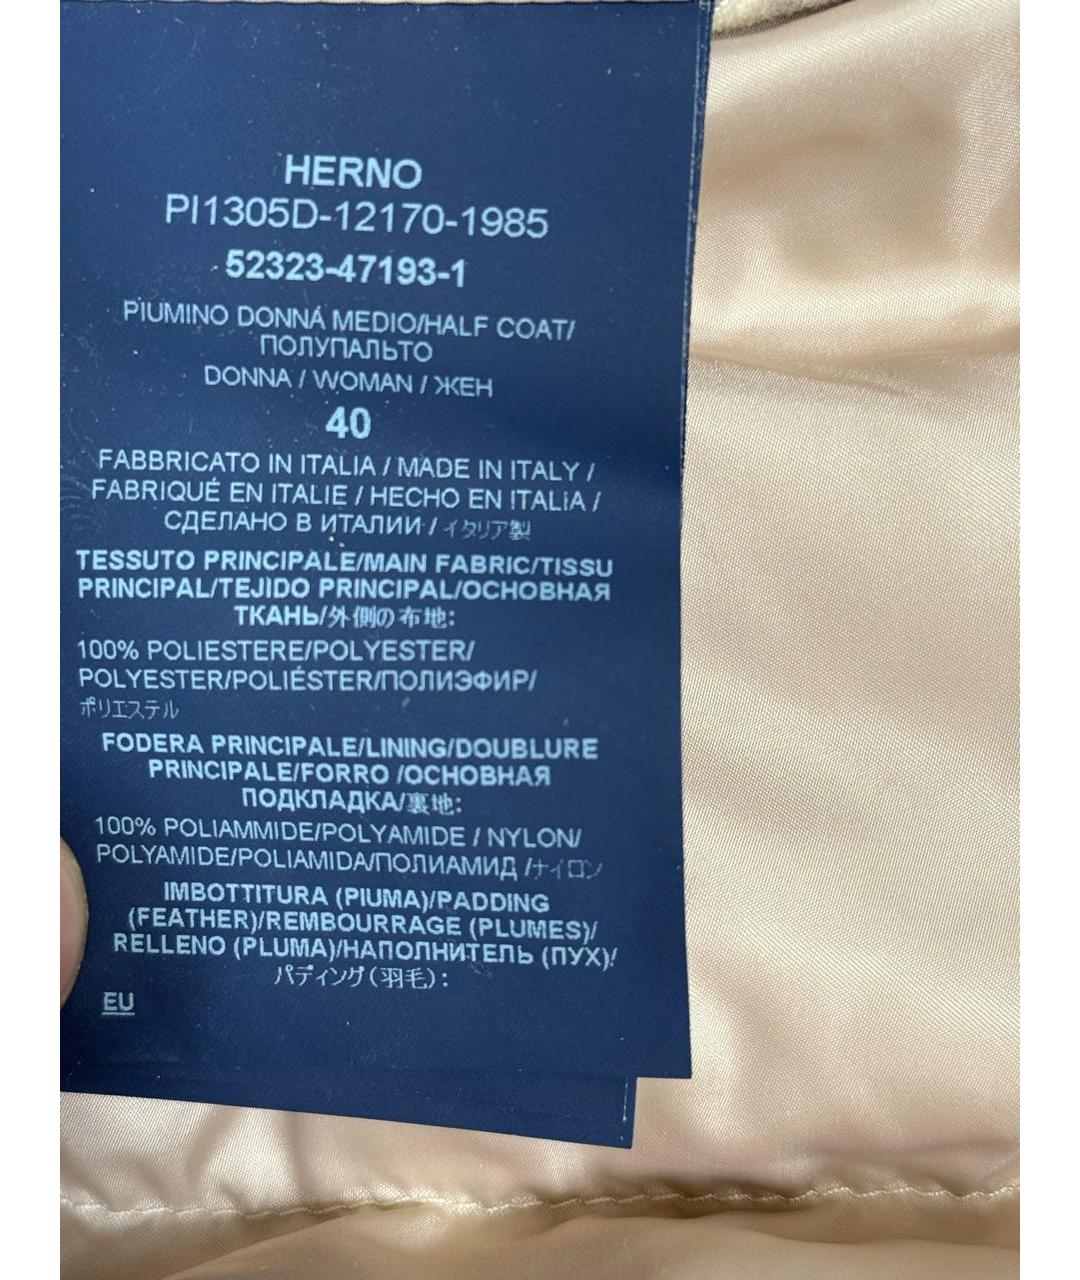 HERNO
PI1305D-12170-1985
52323-47193-1
PIUMINO DONNA MEDIO/HALF COAT/
ПОЛУПАЛЬТО
DONNA / WOMAN / ЖЕН
40
FABBRICATO IN ITALIA / MADE IN ITALY /
FABRIQUÉ EN ITALIE / HECHO EN ITALIA /
СДЕЛАНО В ИТАЛИИ / イタリア製
TESSUTO PRINCIPALE/MAIN FABRIC/TISSU
PRINCIPAL/TEJIDO PRINCIPAL/ОСНОВНАЯ
ТКАНЬ/外側の布地:
100% POLIESTERE/POLYESTER/
POLYESTER/POLIÉSTER/ПОЛИЭФИР/
ポリエステル
FODERA PRINCIPALE/LINING/DOUBLURE
PRINCIPALE/FORRO /ОСНОВНАЯ
ПОДКЛАДКА/裏地:
100% POLIAMMIDE/POLYAMIDE / NYLON/
POLYAMIDE/POLIAMIDA/ПОЛИАМИД /ナイロン
IMBOTTITURA (PIUMA)/PADDING
(FEATHER)/REMBOURRAGE (PLUMES)/
RELLENO (PLUMA)/НАПОЛНИТЕЛЬ (ПУХ)/
パディング(羽毛):
EU